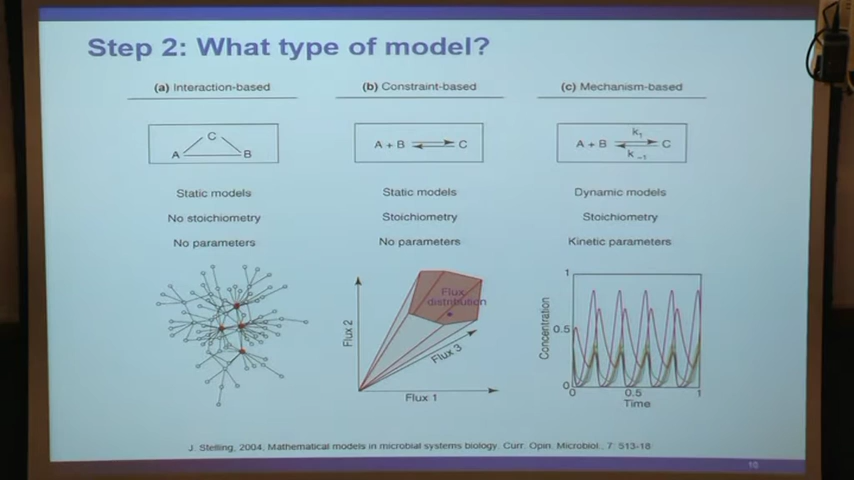 Step 2: What type of model?
(a) Interaction-based
(b) Constraint-based
(c) Mechanism-based
C
A B
A + B C
k1
A + B C
k-1
Static models
Static models
Dynamic models
No stoichiometry
Stoichiometry
Stoichiometry
No parameters
No parameters
Kinetic parameters
Flux 2
Flux
distribution
Flux 3
Flux 1
Concentration
1
0.5
0
0 0.5 1
Time
J. Stelling, 2004, Mathematical models in microbial systems biology. Curr. Opin. Microbiol., 7: 513-18
10